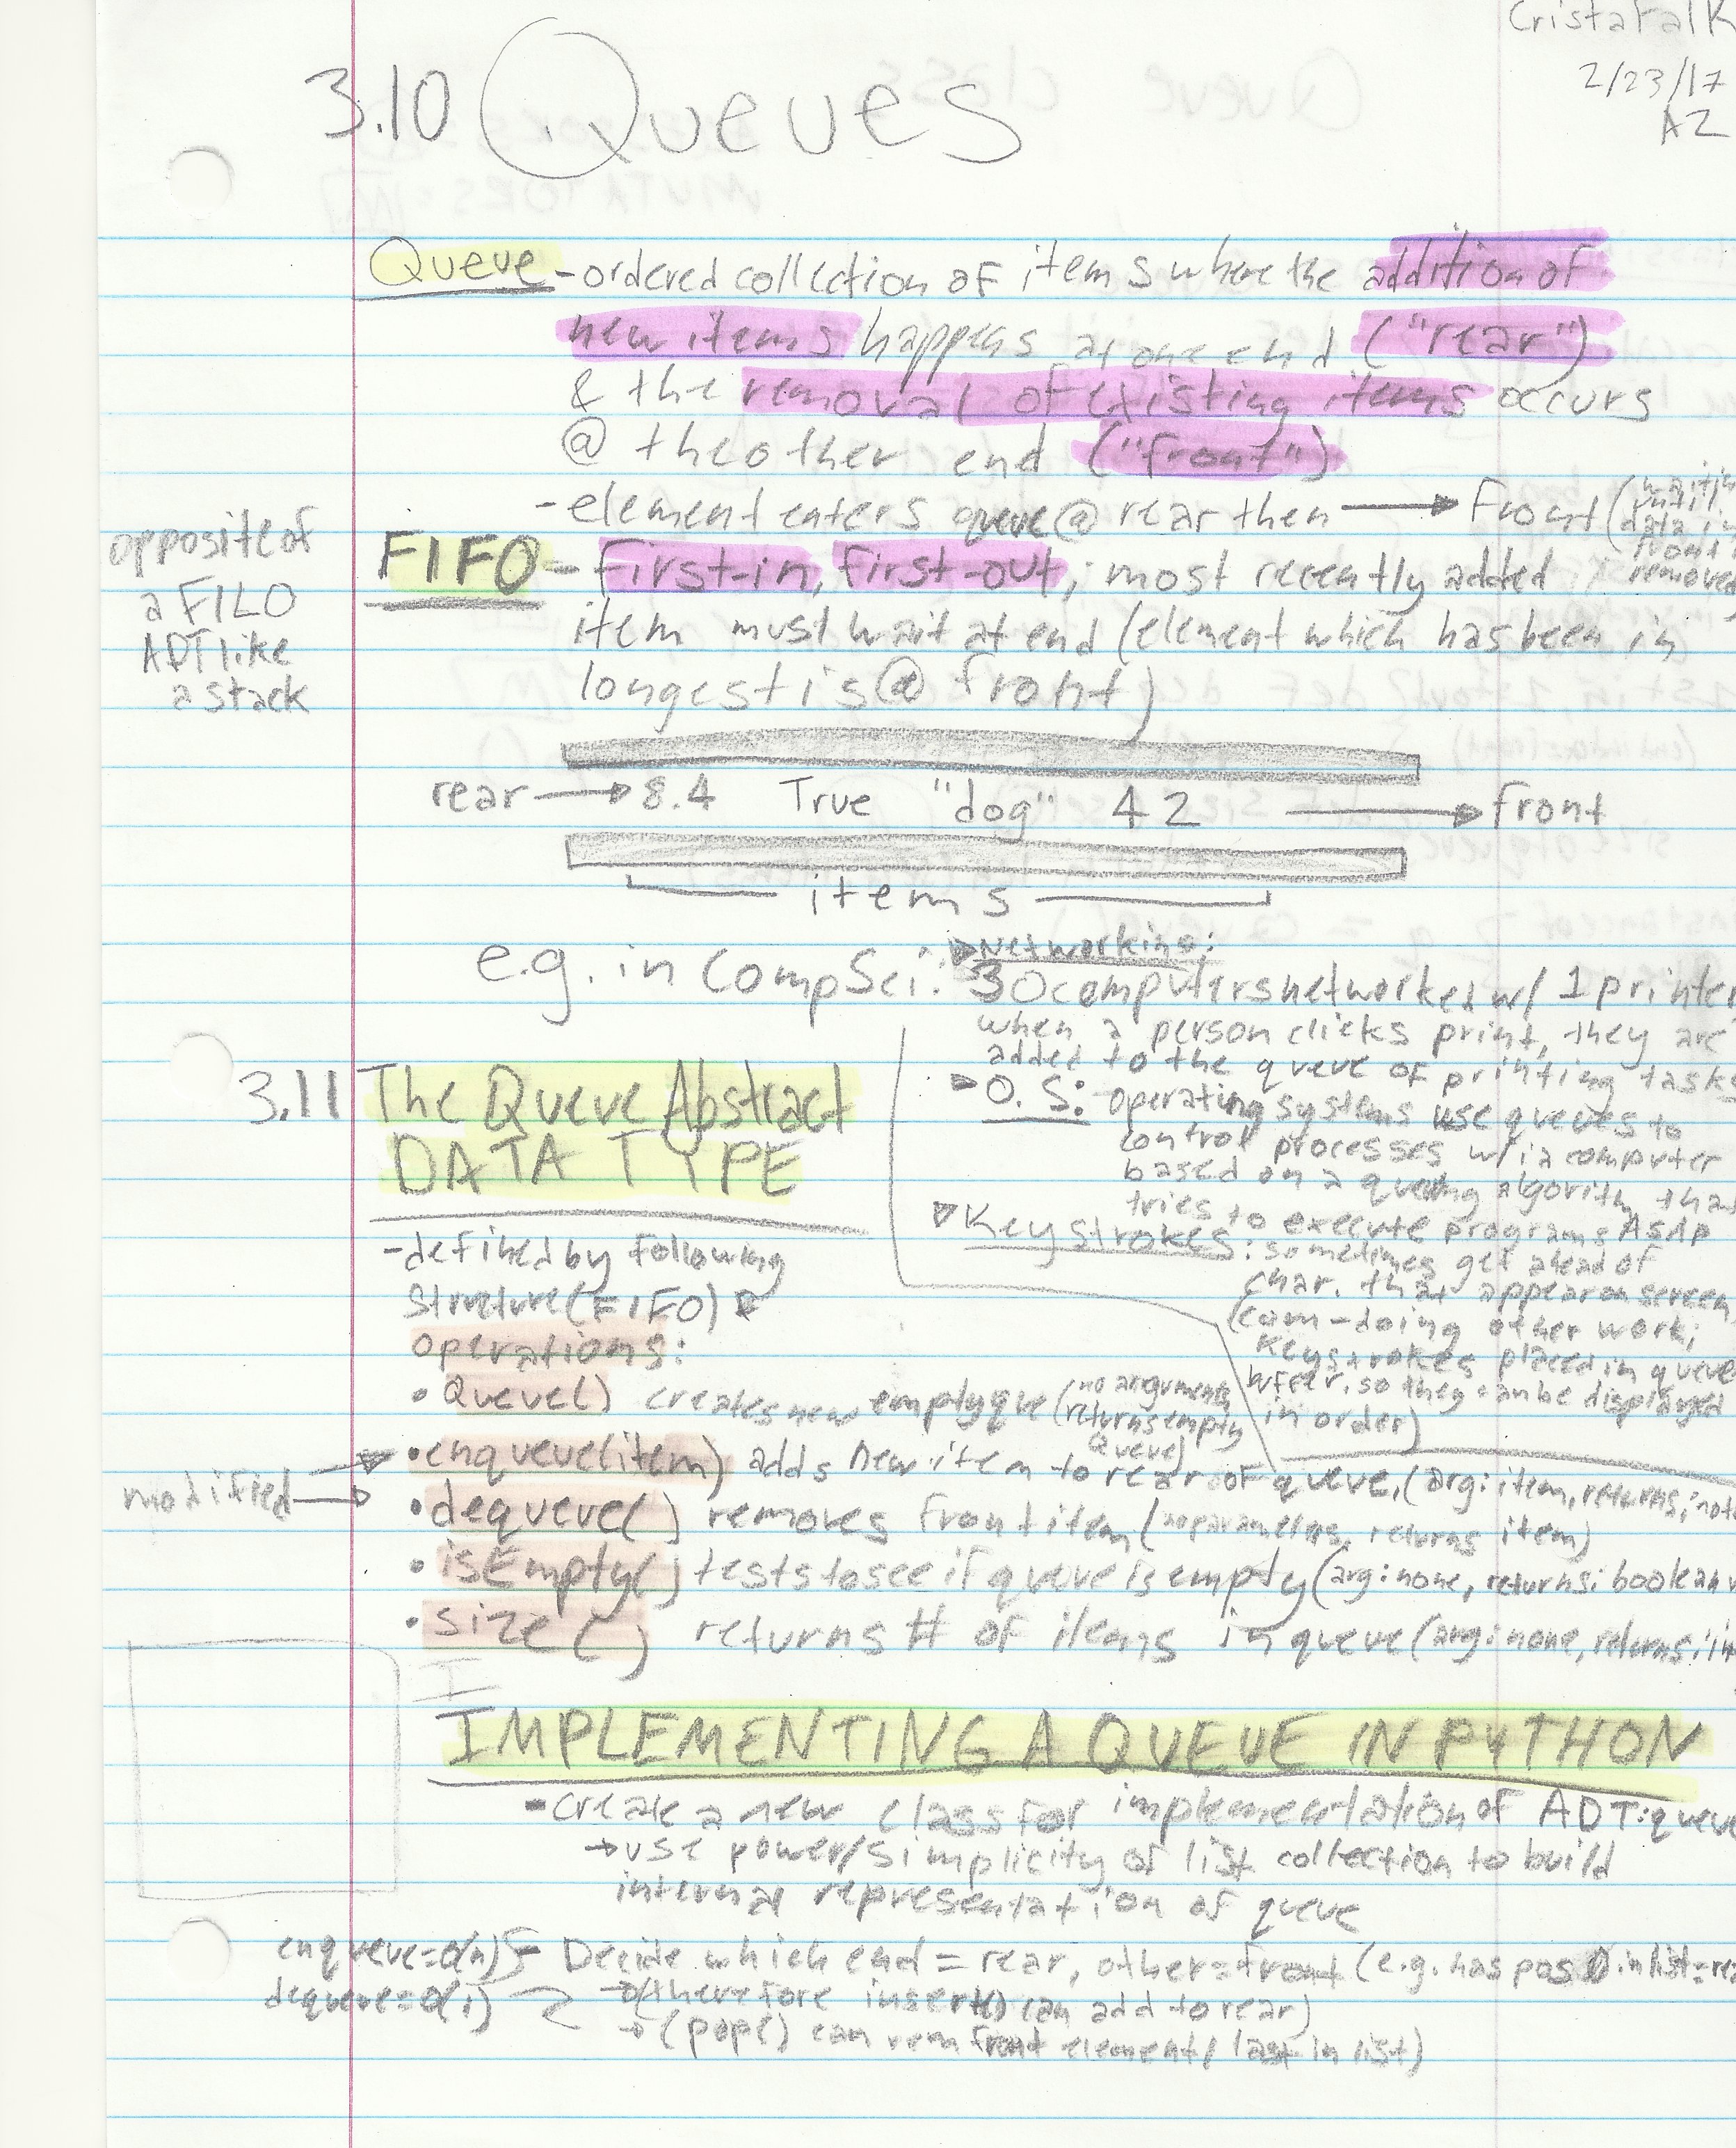 Cristafalk
2/23/17
A2
3.10 Queues
Queue - ordered collection of items where the addition of
new items happens at one end ("rear")
& the removal of existing items occurs
@ the other end ("front")
- element enters queue @ rear then → Front (waiting until data in front is removed
opposite of
a FILO
ADT like
a stack
FIFO - First-in, First-out; most recently added
item must wait at end (element which has been in
longest is @ front)
rear → 8.4 True "dog" 42 → front
items
e.g. in CompSci:
Networking:
30 computers networked w/ 1 printer
when a person clicks print, they are
added to the queue of printing tasks
O.S: operating systems use queues to
control processes w/i a computer
based on a queuing algorithm that
tries to execute programs ASAP
Keystrokes: sometimes get ahead of
char. that appear on screen
(com-doing other work;
keystrokes placed in queue
buffer, so they can be displayed
in order)
3.11 The Queue Abstract
DATA TYPE
- defined by following
structure (FIFO) &
operations:
• Queue() creates new empty que (no arguments
returns empty
queue)
modified
• enqueue(item) adds new item to rear of queue, (arg: item, returns; not
• dequeue() removes front item (no parameters, returns item)
• isEmpty() tests to see if queue is empty (arg: none, returns: boolean v
• size() returns # of items in queue (arg: none, returns: in
I
IMPLEMENTING A QUEUE IN PYTHON
- create a new class for implementation of ADT: queue
→ use power/simplicity of list collection to build
internal representation of queue
enqueue = O(n)
dequeue = O(1)
- Decide which end = rear, other = front (e.g. has pos 0 in list = rea
→ (therefore insert() can add to rear)
→ (pop() can rem front element/last in list)